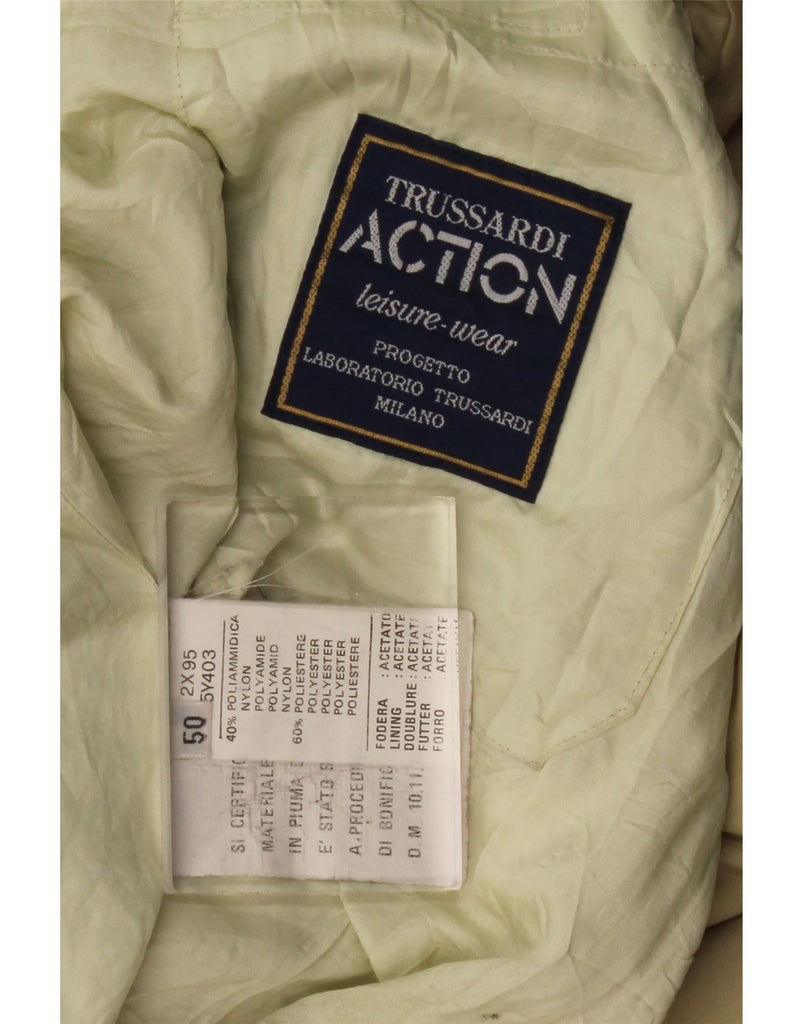 TRUSSARDI
ACTION
leisure-wear
PROGETTO
LABORATORIO TRUSSARDI
MILANO
50
2X95
5Y403
40% POLIAMMIDICA
NYLON
POLYAMIDE
POLYAMID
NYLON
60% POLIESTERE
POLYESTER
POLYESTER
POLYESTER
POLIESTERE
FODERA : ACETATO
LINING : ACETATE
DOUBLURE : ACETATE
FUTTER : ACETAT
FORRO : ACETATE
SI CERTIFIC
MATERIALE
IN PIUMA
E' STATO S
A PROCEDI
DI BONIFIC
D.M. 10.11.